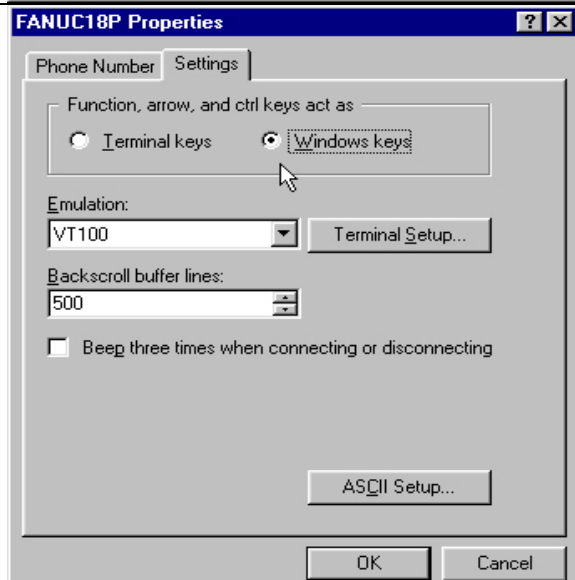 FANUC18P Properties
Phone Number Settings
Function, arrow, and ctrl keys act as
Terminal keys Windows keys
Emulation:
VT100 Terminal Setup...
Backscroll buffer lines:
500
Beep three times when connecting or disconnecting
ASCII Setup...
OK Cancel